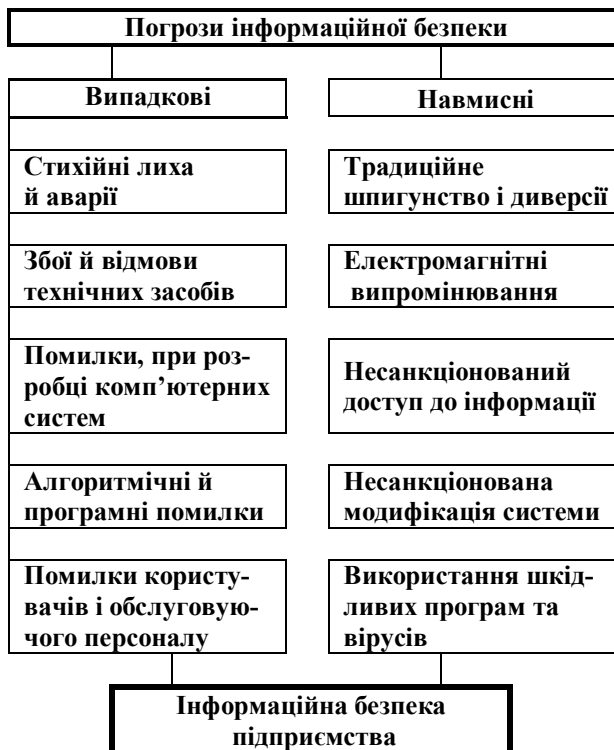 Погрози інформаційної безпеки
Випадкові
Стихійні лиха
й аварії
Збої й відмови
технічних засобів
Помилки, при роз-
робці комп’ютерних
систем
Алгоритмічні й
програмні помилки
Помилки користу-
вачів і обслуговую-
чого персоналу
Навмисні
Традиційне
шпигунство і диверсії
Електромагнітні
випромінювання
Несанкціонований
доступ до інформації
Несанкціонована
модифікація системи
Використання шкід-
ливих програм та
вірусів
Інформаційна безпека
підприємства